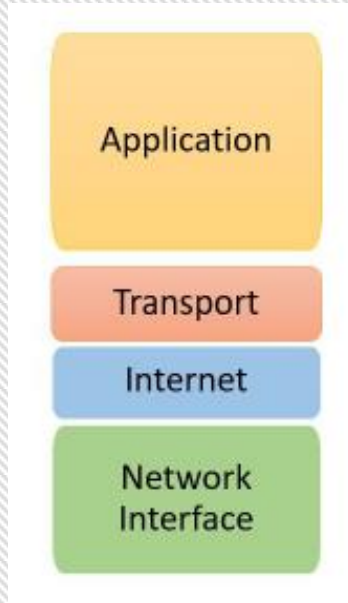 Application
Transport
Internet
Network
Interface